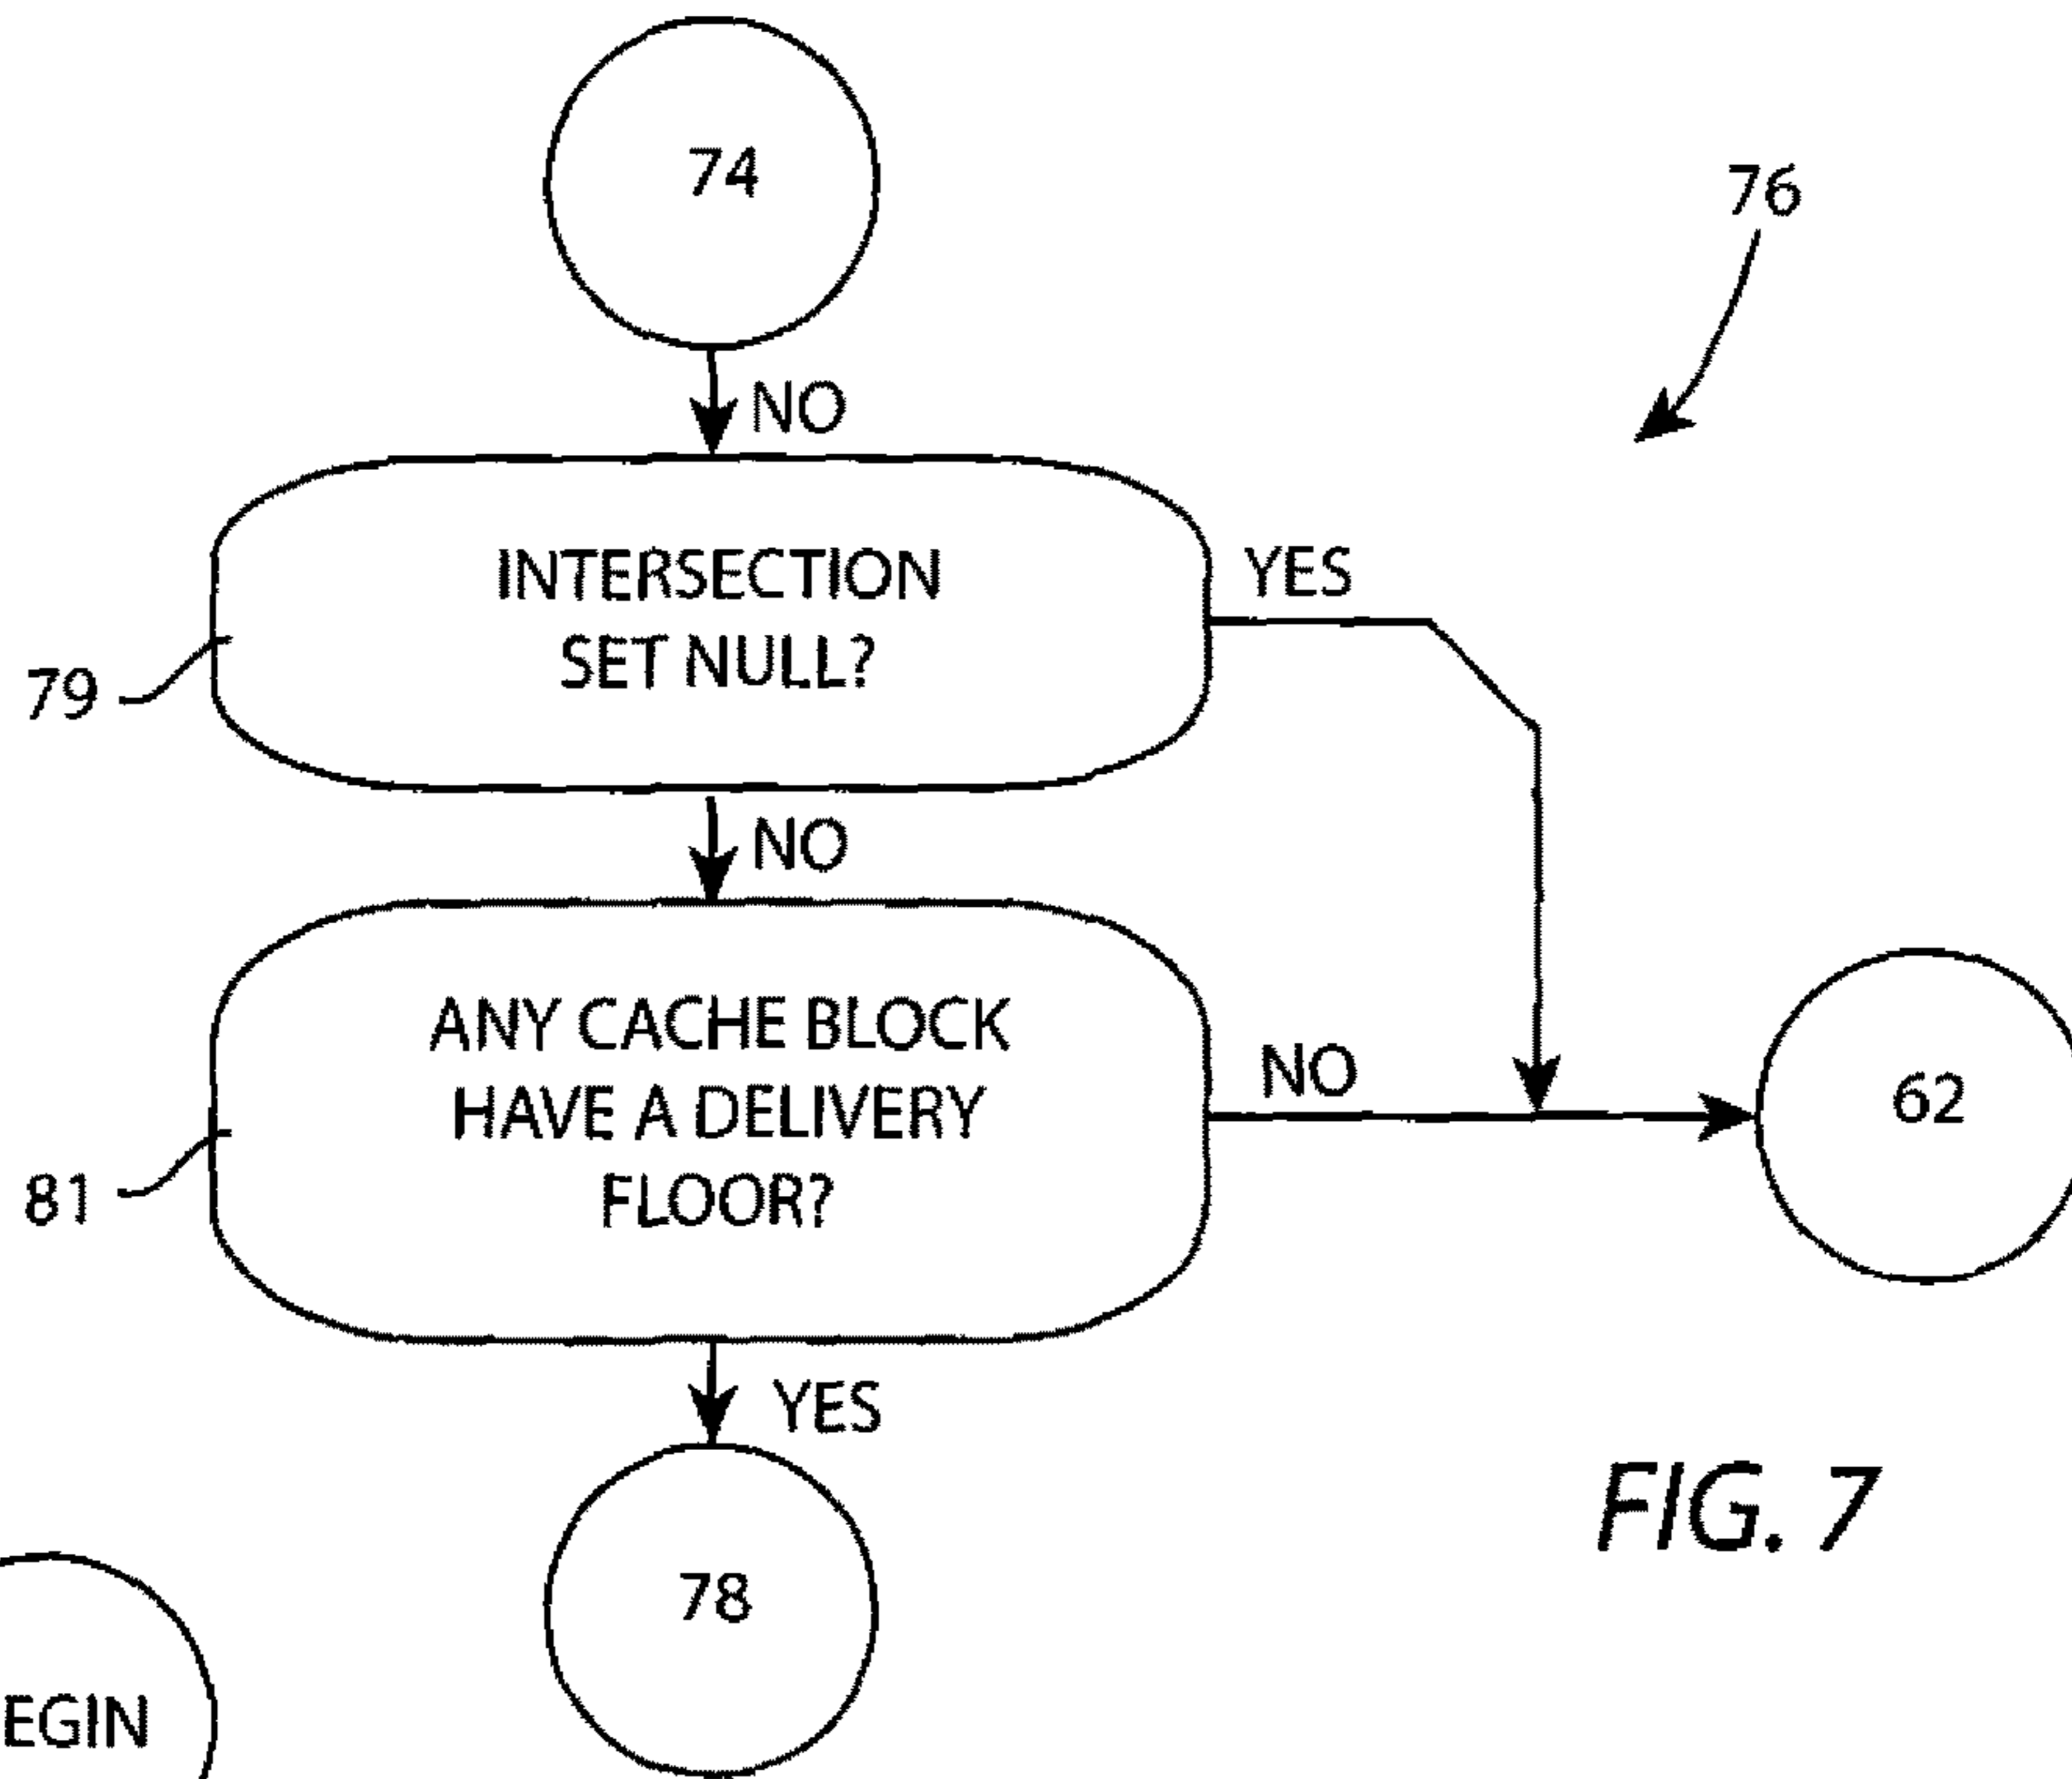 74
76
NO
INTERSECTION
SET NULL?
YES
79
NO
ANY CACHE BLOCK
HAVE A DELIVERY
FLOOR?
NO
62
81
YES
FIG. 7
78
EGIN